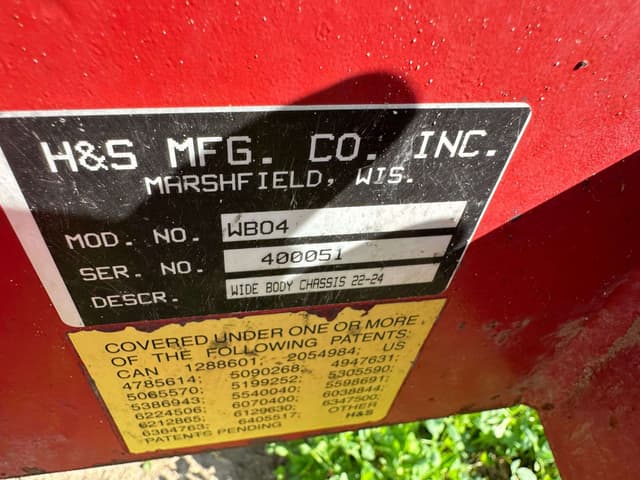 H&S MFG. CO. INC.
MARSHFIELD, WIS.
MOD. NO. WB04
SER. NO. 400051
DESCR. WIDE BODY CHASSIS 22-24
COVERED UNDER ONE OR MORE
OF THE FOLLOWING PATENTS:
CAN 1288601; 2054984; US
4785614; 5090268; 4947631;
5065570; 5199252; 5305590;
5386943; 5540040; 5598691;
6224506; 6070400; 6038844;
6212865; 6129630; 6347500;
6364763; 6405517; OTHER
PATENTS PENDING H&S